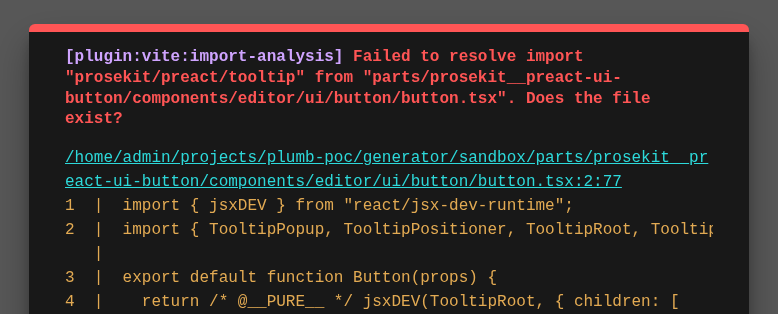 [plugin:vite:import-analysis] Failed to resolve import
"prosekit/preact/tooltip" from "parts/prosekit__preact-ui-
button/components/editor/ui/button/button.tsx". Does the file
exist?
/home/admin/projects/plumb-poc/generator/sandbox/parts/prosekit__pr
eact-ui-button/components/editor/ui/button/button.tsx:2:77
1  |  import { jsxDEV } from "react/jsx-dev-runtime";
2  |  import { TooltipPopup, TooltipPositioner, TooltipRoot, Tooltip
   |
3  |  export default function Button(props) {
4  |    return /* @__PURE__ */ jsxDEV(TooltipRoot, { children: [